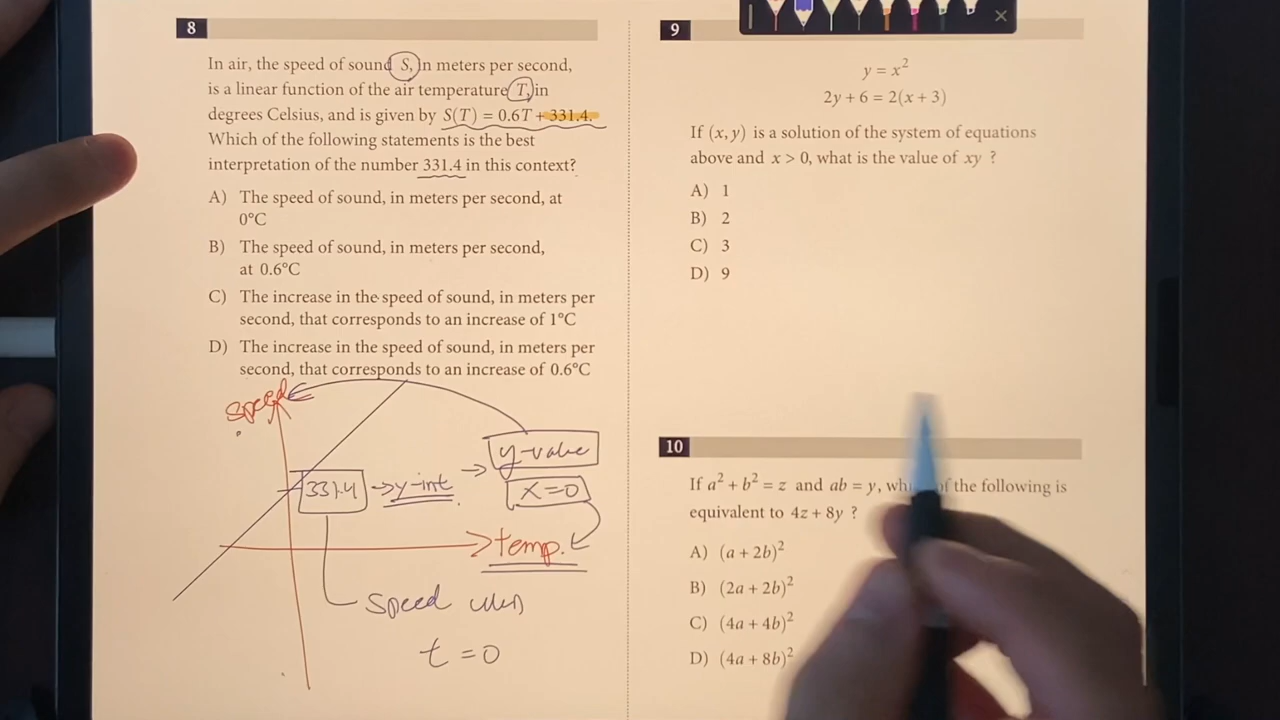 8
In air, the speed of sound S, in meters per second,
is a linear function of the air temperature T, in
degrees Celsius, and is given by S(T) = 0.6T + 331.4.
Which of the following statements is the best
interpretation of the number 331.4 in this context?
A) The speed of sound, in meters per second, at
0°C
B) The speed of sound, in meters per second,
at 0.6°C
C) The increase in the speed of sound, in meters per
second, that corresponds to an increase of 1°C
D) The increase in the speed of sound, in meters per
second, that corresponds to an increase of 0.6°C
speed
331.4 → y-int → y-value
x=0
temp.
speed when
t=0
9
y = x²
2y + 6 = 2(x + 3)
If (x, y) is a solution of the system of equations
above and x > 0, what is the value of xy ?
A) 1
B) 2
C) 3
D) 9
10
If a² + b² = z and ab = y, of the following is
equivalent to 4z + 8y ?
A) (a + 2b)²
B) (2a + 2b)²
C) (4a + 4b)²
D) (4a + 8b)²